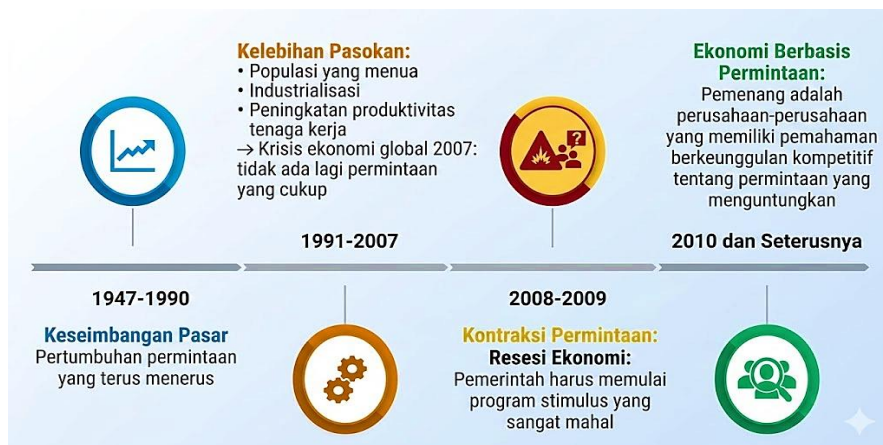 Kelebihan Pasokan:
• Populasi yang menua
• Industrialisasi
• Peningkatan produktivitas
tenaga kerja
→ Krisis ekonomi global 2007:
tidak ada lagi permintaan
yang cukup
Ekonomi Berbasis
Permintaan:
Pemenang adalah
perusahaan-perusahaan
yang memiliki pemahaman
berkeunggulan kompetitif
tentang permintaan yang
menguntungkan
?
1991-2007
2010 dan Seterusnya
1947-1990
2008-2009
Keseimbangan Pasar
Pertumbuhan permintaan
yang terus menerus
Kontraksi Permintaan:
Resesi Ekonomi:
Pemerintah harus memulai
program stimulus yang
sangat mahal